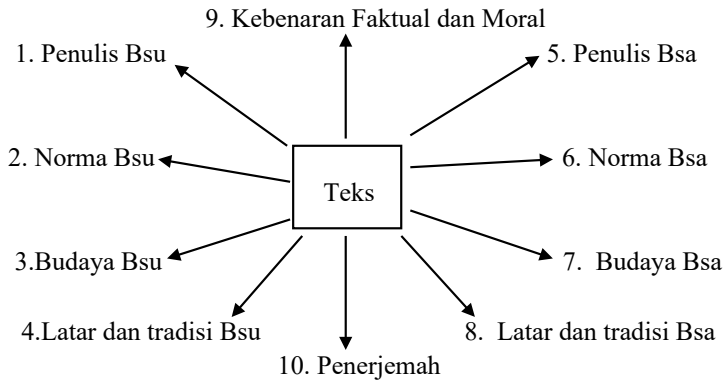 9. Kebenaran Faktual dan Moral
1. Penulis Bsu
5. Penulis Bsa
2. Norma Bsu
6. Norma Bsa
Teks
3.Budaya Bsu
7. Budaya Bsa
4.Latar dan tradisi Bsu
8. Latar dan tradisi Bsa
10. Penerjemah